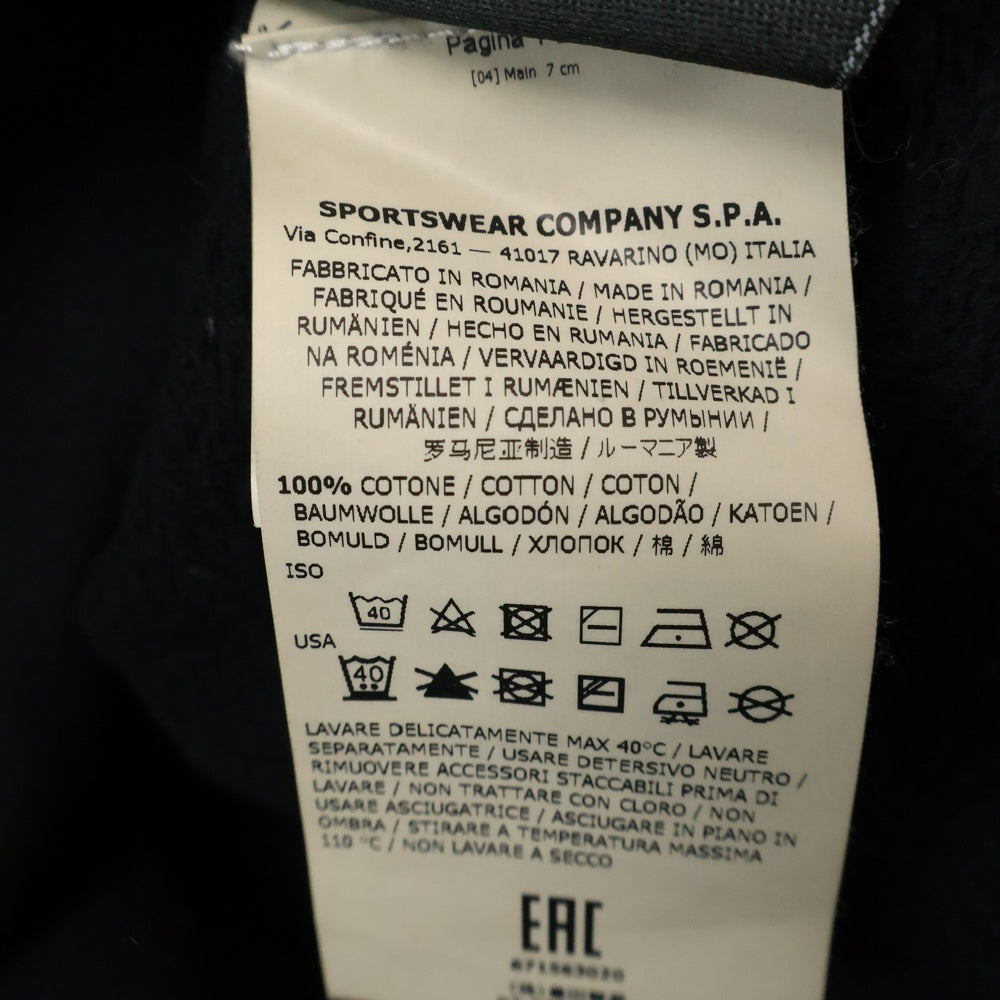 Pagina
[04] Main 7 cm
SPORTSWEAR COMPANY S.P.A.
Via Confine,2161 — 41017 RAVARINO (MO) ITALIA
FABBRICATO IN ROMANIA / MADE IN ROMANIA /
FABRIQUÉ EN ROUMANIE / HERGESTELLT IN
RUMÄNIEN / HECHO EN RUMANIA / FABRICADO
NA ROMÉNIA / VERVAARDIGD IN ROEMENIË /
FREMSTILLET I RUMÆNIEN / TILLVERKAD I
RUMÄNIEN / СДЕЛАНО В РУМЫНИИ /
罗马尼亚制造 / ルーマニア製
100% COTONE / COTTON / COTON /
BAUMWOLLE / ALGODÓN / ALGODÃO / KATOEN /
BOMULD / BOMULL / ХЛОПОК / 棉 / 綿
ISO
40
USA
40
LAVARE DELICATAMENTE MAX 40°C / LAVARE
SEPARATAMENTE / USARE DETERSIVO NEUTRO /
RIMUOVERE ACCESSORI STACCABILI PRIMA DI
LAVARE / NON TRATTARE CON CLORO / NON
USARE ASCIUGATRICE / ASCIUGARE IN PIANO IN
OMBRA / STIRARE A TEMPERATURA MASSIMA
110 °C / NON LAVARE A SECCO
EAC
671563020